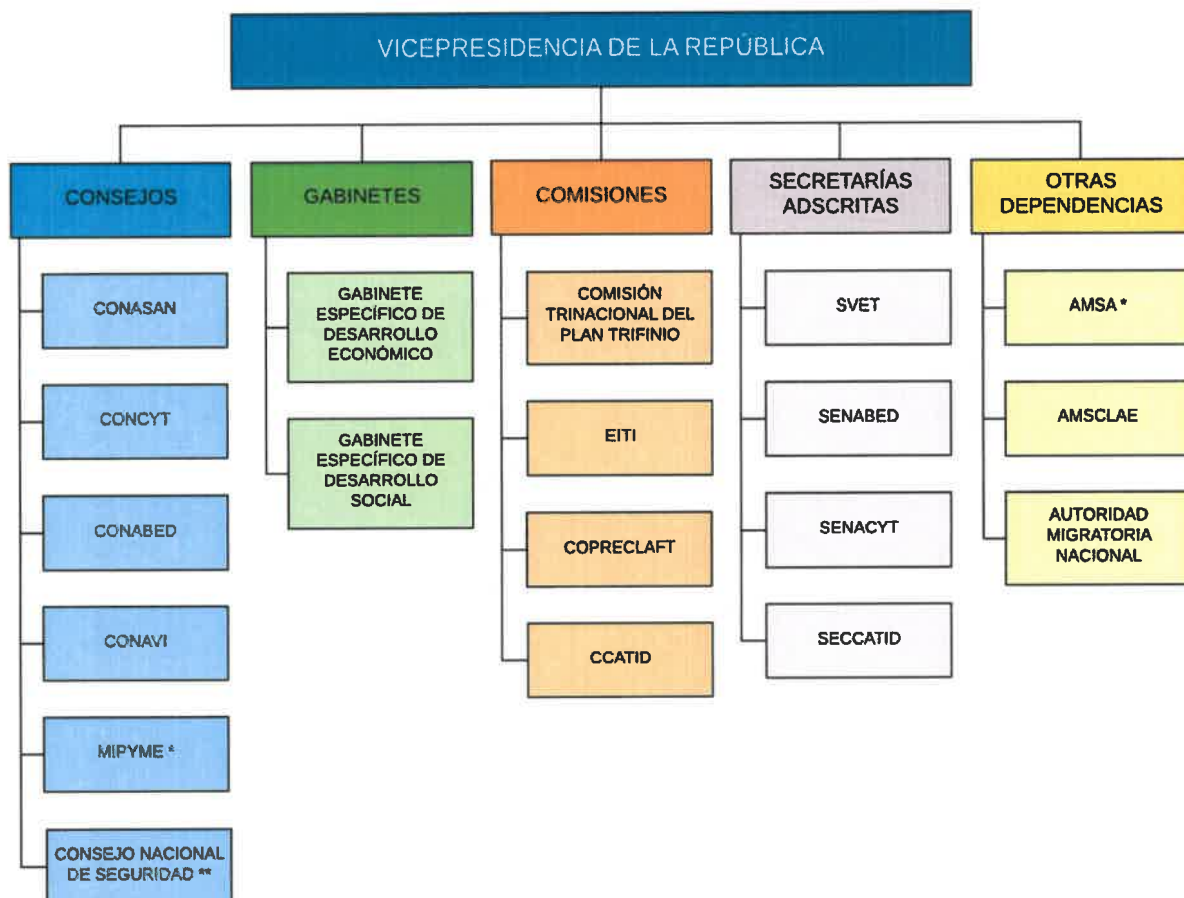 VICEPRESIDENCIA DE LA REPÚBLICA
CONSEJOS
CONASAN
CONCYT
CONABED
CONAVI
MIPYME *
CONSEJO NACIONAL
DE SEGURIDAD **
GABINETES
GABINETE
ESPECÍFICO DE
DESARROLLO
ECONÓMICO
GABINETE
ESPECÍFICO DE
DESARROLLO
SOCIAL
COMISIONES
COMISIÓN
TRINACIONAL DEL
PLAN TRIFINIO
EITI
COPRECLAFT
CCATID
SECRETARÍAS
ADSCRITAS
SVET
SENABED
SENACYT
SECCATID
OTRAS
DEPENDENCIAS
AMSA *
AMSCLAE
AUTORIDAD
MIGRATORIA
NACIONAL